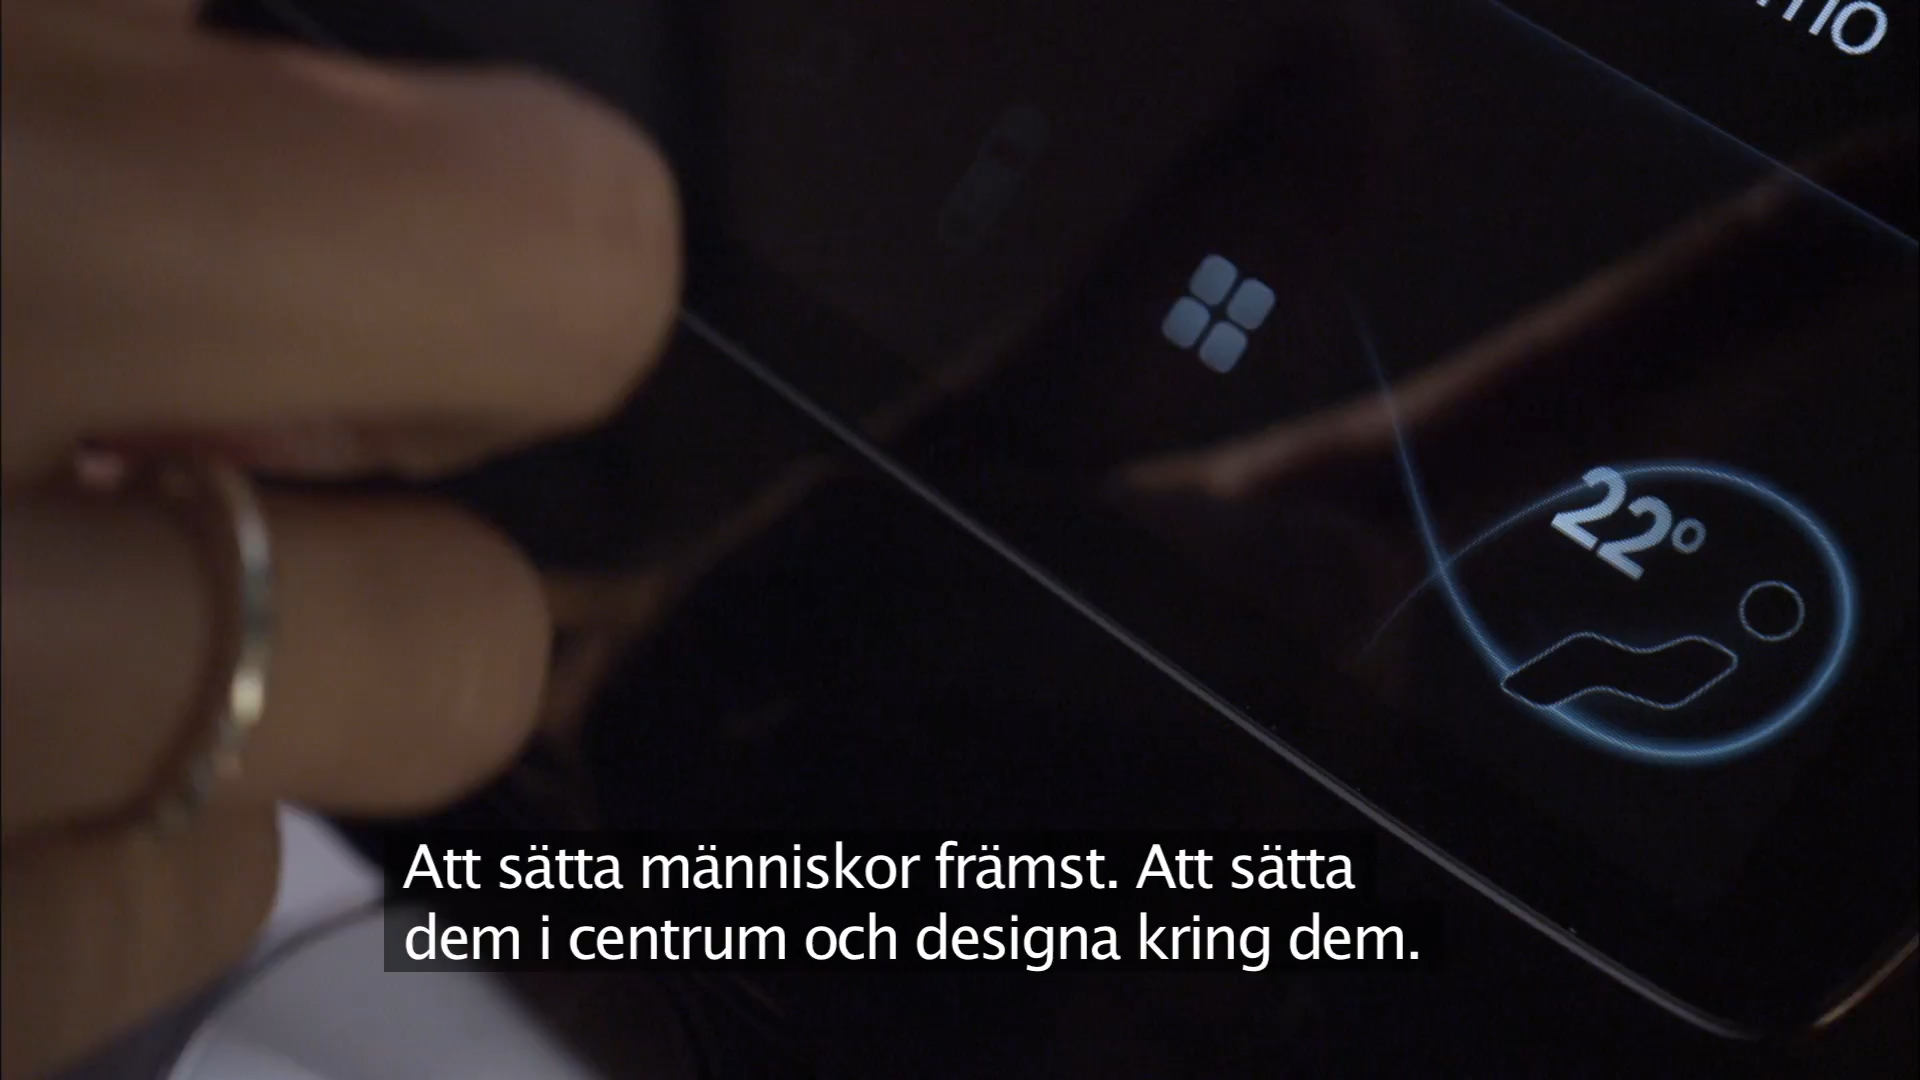 22°
Att sätta människor främst. Att sätta
dem i centrum och designa kring dem.